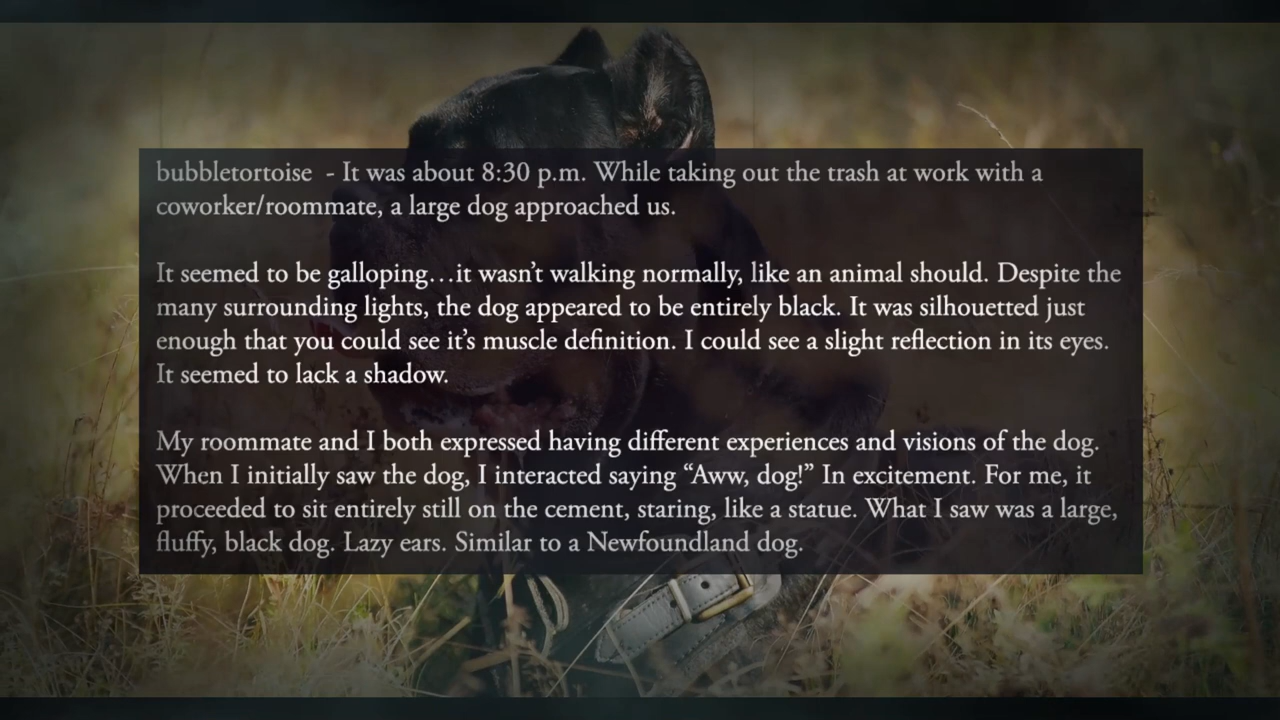 bubbletortoise - It was about 8:30 p.m. While taking out the trash at work with a
coworker/roommate, a large dog approached us.
It seemed to be galloping…it wasn’t walking normally, like an animal should. Despite the
many surrounding lights, the dog appeared to be entirely black. It was silhouetted just
enough that you could see it’s muscle definition. I could see a slight reflection in its eyes.
It seemed to lack a shadow.
My roommate and I both expressed having different experiences and visions of the dog.
When I initially saw the dog, I interacted saying “Aww, dog!” In excitement. For me, it
proceeded to sit entirely still on the cement, staring, like a statue. What I saw was a large,
fluffy, black dog. Lazy ears. Similar to a Newfoundland dog.